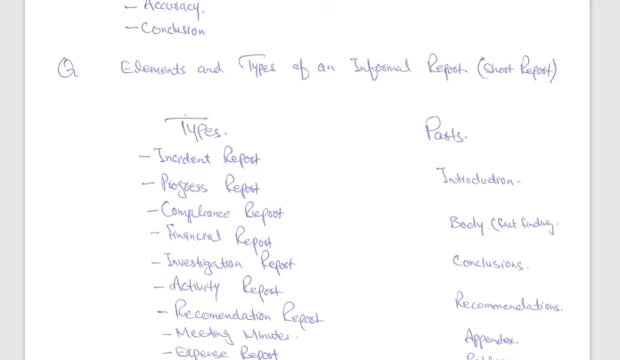 - Accuracy.
- Conclusion
Q Elements and Types of an Informal Report (Short Report)
Types.
- Incident Report
- Progress Report
- Compliance Report
- Financial Report
- Investigation Report
- Activity Report
- Recomendation Report
- Meeting Minutes.
- Expense Report
Parts.
Introduction.
Body. (Fact finding.
Conclusions.
Recommendations.
Appendex.